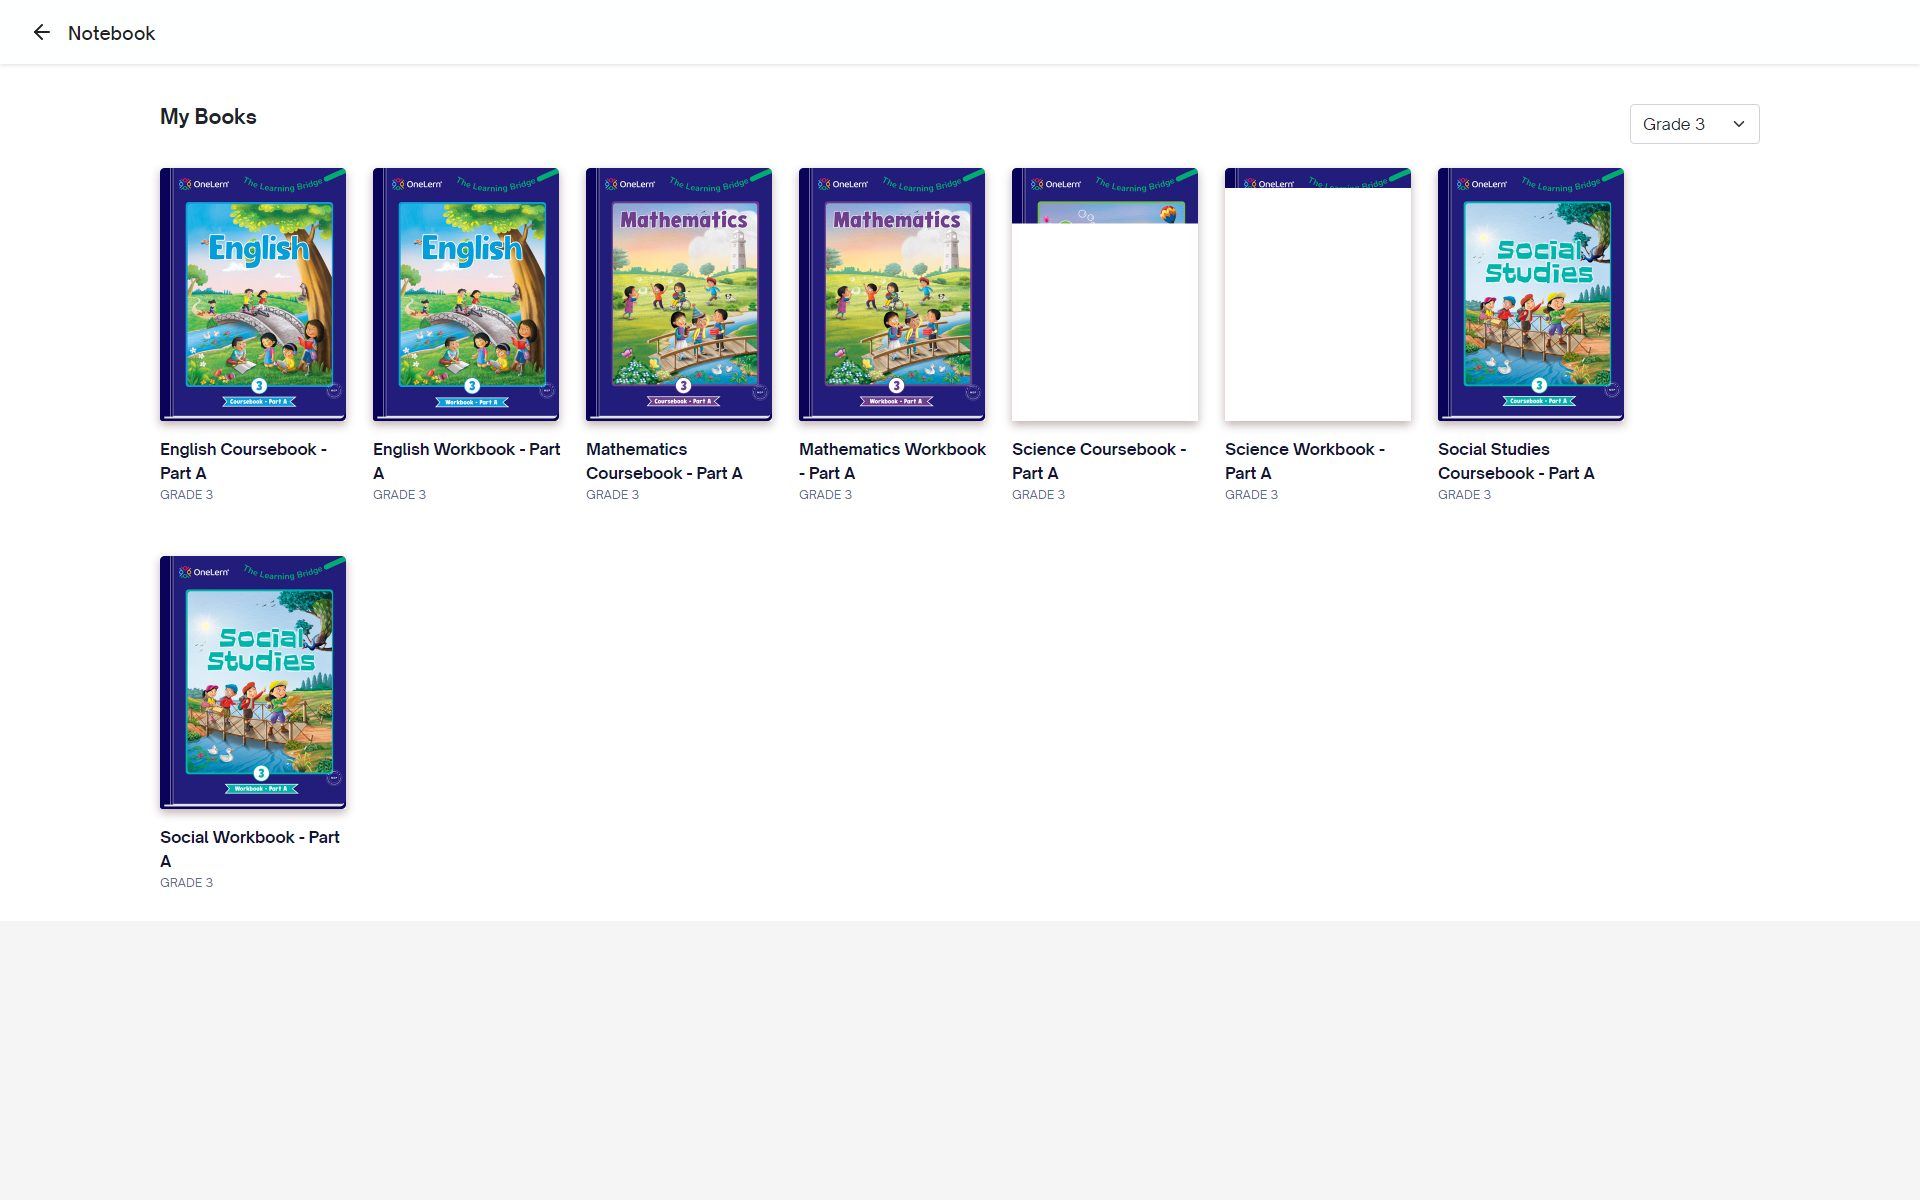 Notebook
My Books
Grade 3
OneLern
The Learning Bridge
English
3
Coursebook - Part A
English Coursebook -
Part A
GRADE 3
OneLern
The Learning Bridge
English
3
Workbook - Part A
English Workbook - Part
A
GRADE 3
OneLern
The Learning Bridge
Mathematics
3
Coursebook - Part A
Mathematics
Coursebook - Part A
GRADE 3
OneLern
The Learning Bridge
Mathematics
3
Workbook - Part A
Mathematics Workbook
- Part A
GRADE 3
OneLern
The Learning Bridge
Science Coursebook -
Part A
GRADE 3
OneLern
The Learning Bridge
Science Workbook -
Part A
GRADE 3
OneLern
The Learning Bridge
Social
Studies
3
Coursebook - Part A
Social Studies
Coursebook - Part A
GRADE 3
OneLern
The Learning Bridge
Social
Studies
3
Workbook - Part A
Social Workbook - Part
A
GRADE 3